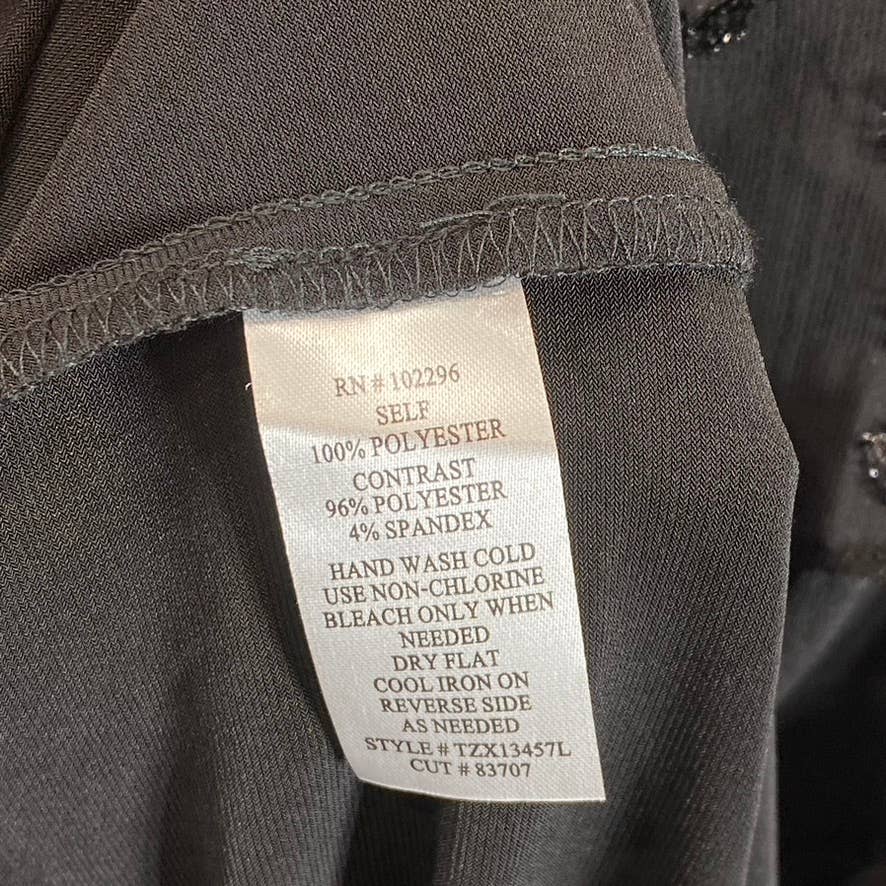 RN # 102296
SELF
100% POLYESTER
CONTRAST
96% POLYESTER
4% SPANDEX
HAND WASH COLD
USE NON-CHLORINE
BLEACH ONLY WHEN
NEEDED
DRY FLAT
COOL IRON ON
REVERSE SIDE
AS NEEDED
STYLE # TZX13457L
CUT # 83707